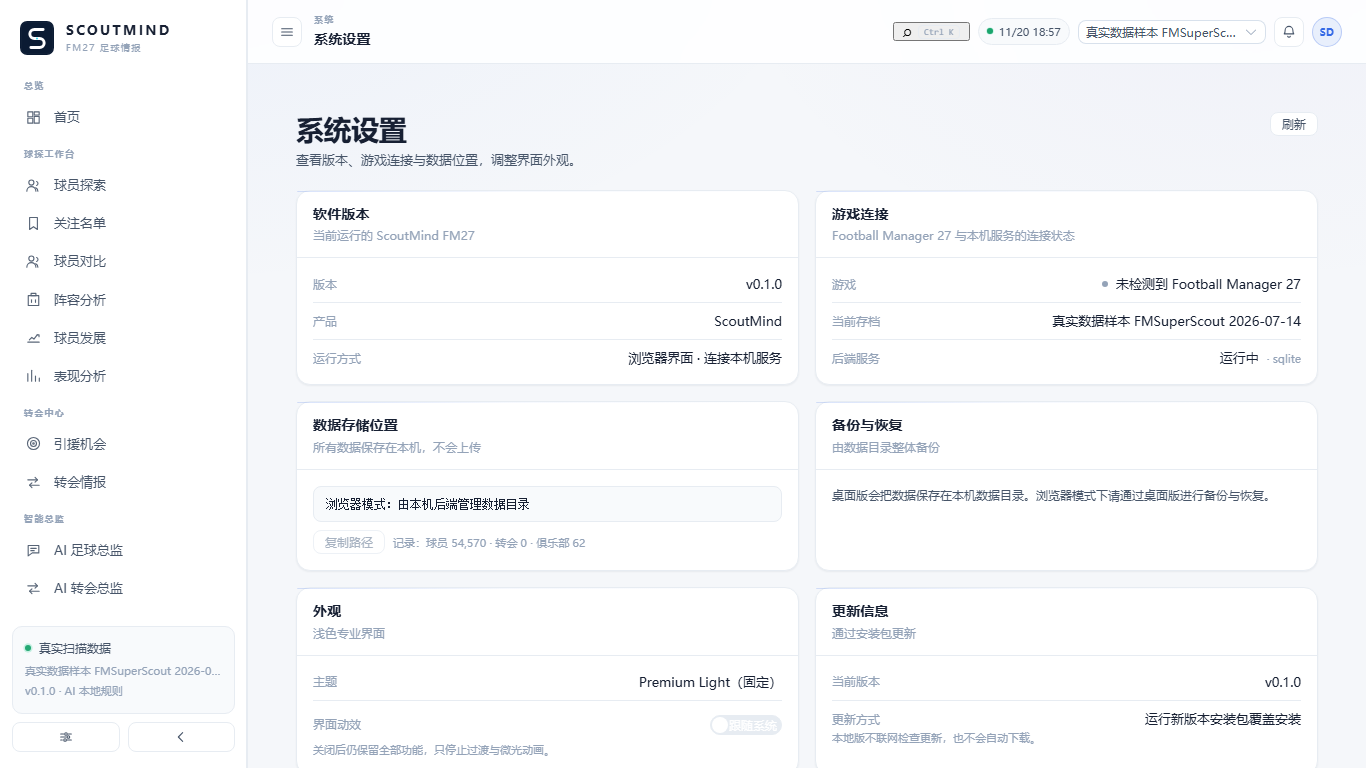 SCOUTMIND
FM27 足球情报
总览
首页
球探工作台
球员探索
关注名单
球员对比
阵容分析
球员发展
表现分析
转会中心
引援机会
转会情报
智能总监
AI 足球总监
AI 转会总监
真实扫描数据
真实数据样本 FMSuperScout 2026-0...
v0.1.0 · AI 本地规则
系统
系统设置
Ctrl K
11/20 18:57
真实数据样本 FMSuperSc...
SD
系统设置
查看版本、游戏连接与数据位置，调整界面外观。
刷新
软件版本
当前运行的 ScoutMind FM27
版本 v0.1.0
产品 ScoutMind
运行方式 浏览器界面 · 连接本机服务
游戏连接
Football Manager 27 与本机服务的连接状态
游戏 未检测到 Football Manager 27
当前存档 真实数据样本 FMSuperScout 2026-07-14
后端服务 运行中 · sqlite
数据存储位置
所有数据保存在本机，不会上传
浏览器模式：由本机后端管理数据目录
复制路径 记录：球员 54,570 · 转会 0 · 俱乐部 62
备份与恢复
由数据目录整体备份
桌面版会把数据保存在本机数据目录。浏览器模式下请通过桌面版进行备份与恢复。
外观
浅色专业界面
主题 Premium Light（固定）
界面动效 跟随系统
关闭后仍保留全部功能，只停止过渡与微光动画。
更新信息
通过安装包更新
当前版本 v0.1.0
更新方式 运行新版本安装包覆盖安装
本地版不联网检查更新，也不会自动下载。